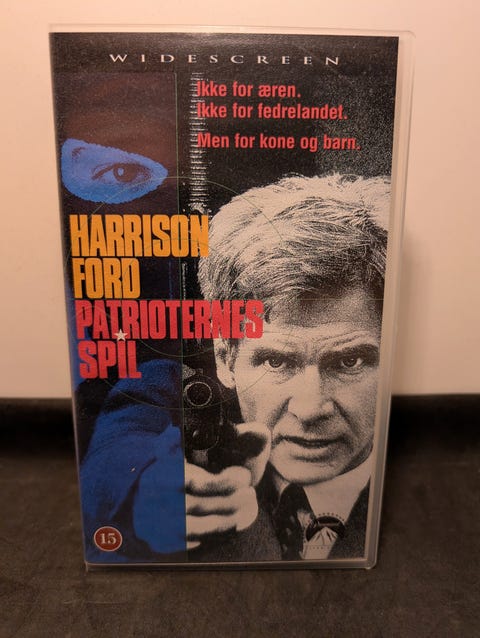 WIDESCREEN
Ikke for æren.
Ikke for fedrelandet.
Men for kone og barn.
HARRISON
FORD
PATRIOTERNES
SPIL
15